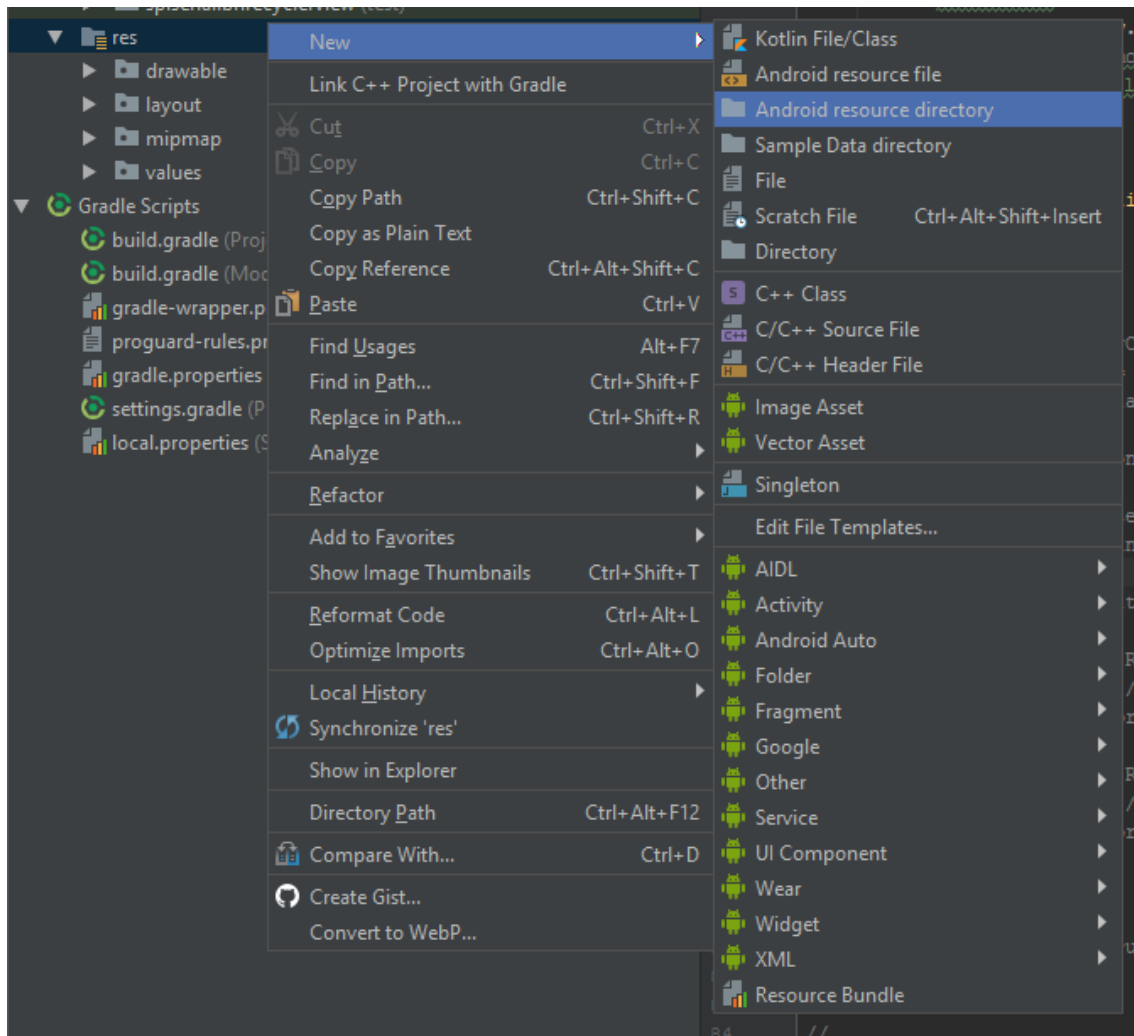 res
drawable
layout
mipmap
values
Gradle Scripts
build.gradle (Proj
build.gradle (Mod
gradle-wrapper.p
proguard-rules.pr
gradle.properties
settings.gradle (P
local.properties (S
New
Link C++ Project with Gradle
Cut Ctrl+X
Copy Ctrl+C
Copy Path Ctrl+Shift+C
Copy as Plain Text
Copy Reference Ctrl+Alt+Shift+C
Paste Ctrl+V
Find Usages Alt+F7
Find in Path... Ctrl+Shift+F
Replace in Path... Ctrl+Shift+R
Analyze
Refactor
Add to Favorites
Show Image Thumbnails Ctrl+Shift+T
Reformat Code Ctrl+Alt+L
Optimize Imports Ctrl+Alt+O
Local History
Synchronize 'res'
Show in Explorer
Directory Path Ctrl+Alt+F12
Compare With... Ctrl+D
Create Gist...
Convert to WebP...
Kotlin File/Class
Android resource file
Android resource directory
Sample Data directory
File
Scratch File Ctrl+Alt+Shift+Insert
Directory
S C++ Class
C++ C/C++ Source File
H C/C++ Header File
Image Asset
Vector Asset
J Singleton
Edit File Templates...
AIDL
Activity
Android Auto
Folder
Fragment
Google
Other
Service
UI Component
Wear
Widget
XML
Resource Bundle
84 //